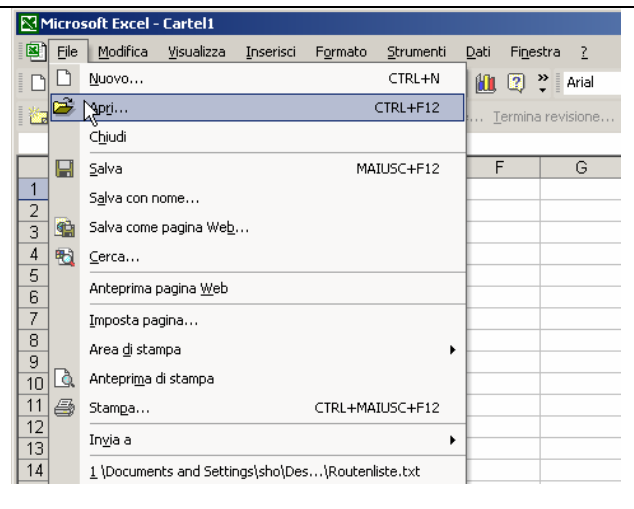 Microsoft Excel - Cartel1
File Modifica Visualizza Inserisci Formato Strumenti Dati Finestra ?
Nuovo... CTRL+N
Arial
Apri... CTRL+F12
... Termina revisione...
Chiudi
Salva MAIUSC+F12
F G
Salva con nome...
Salva come pagina Web...
Cerca...
Anteprima pagina Web
Imposta pagina...
Area di stampa
Anteprima di stampa
Stampa... CTRL+MAIUSC+F12
Invia a
1 \Documents and Settings\sho\Des...\Routenliste.txt
1
2
3
4
5
6
7
8
9
10
11
12
13
14